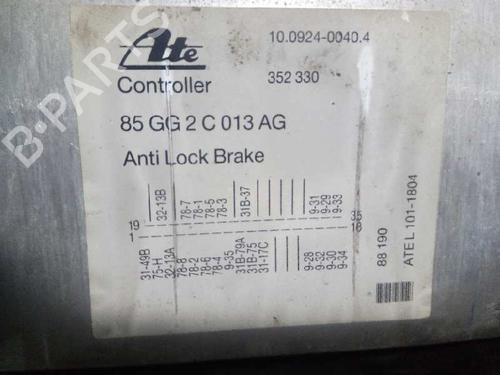 Ate
10.0924-0040.4
Controller
352 330
85 GG 2 C 013 AG
Anti Lock Brake
32-13B
78-7
78-1
78-5
78-3
31B-37
9-31
9-29
9-33
19
35
1
16
31-49B
75-H
32-13A
78-8
78-2
78-6
78-4
9-35
31B-79A
31B-75
31-17C
9-28
9-32
9-30
9-34
88 190
ATEL 101-1804
B-PARTS